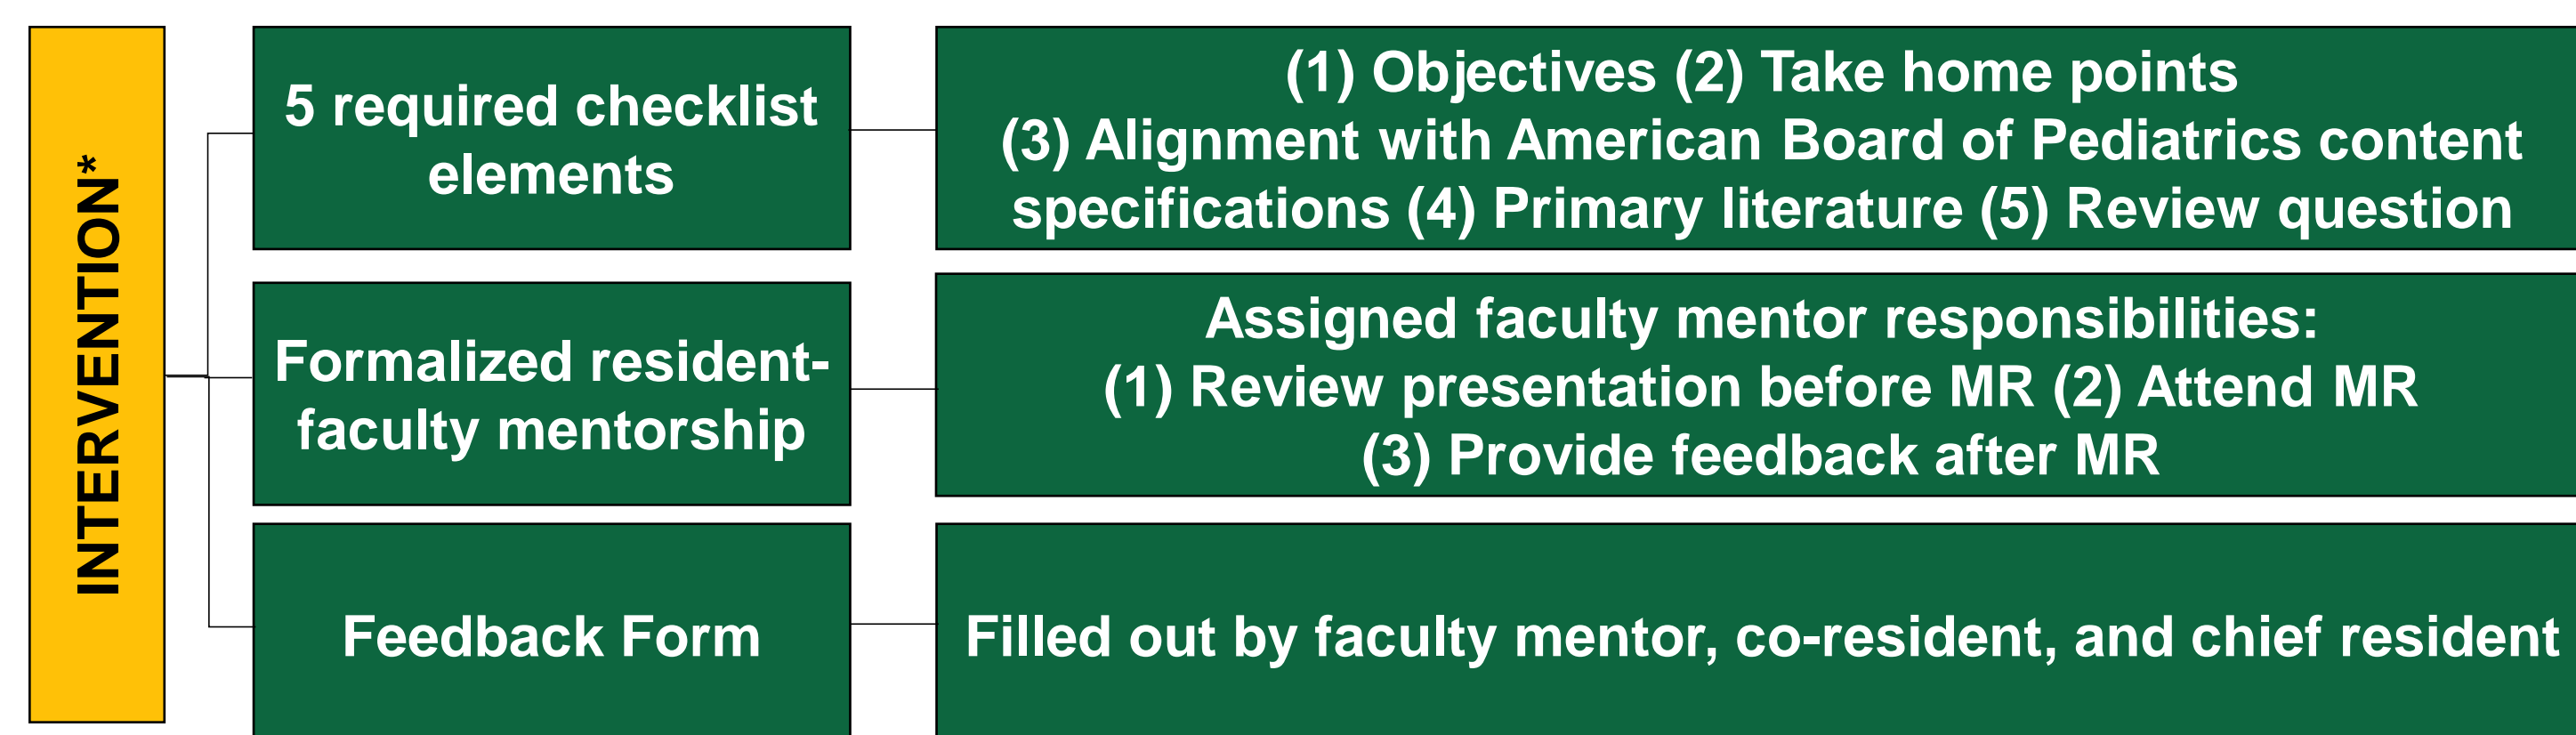 INTERVENTION*
5 required checklist
elements
(1) Objectives (2) Take home points
(3) Alignment with American Board of Pediatrics content
specifications (4) Primary literature (5) Review question
Formalized resident-
faculty mentorship
Assigned faculty mentor responsibilities:
(1) Review presentation before MR (2) Attend MR
(3) Provide feedback after MR
Feedback Form
Filled out by faculty mentor, co-resident, and chief resident